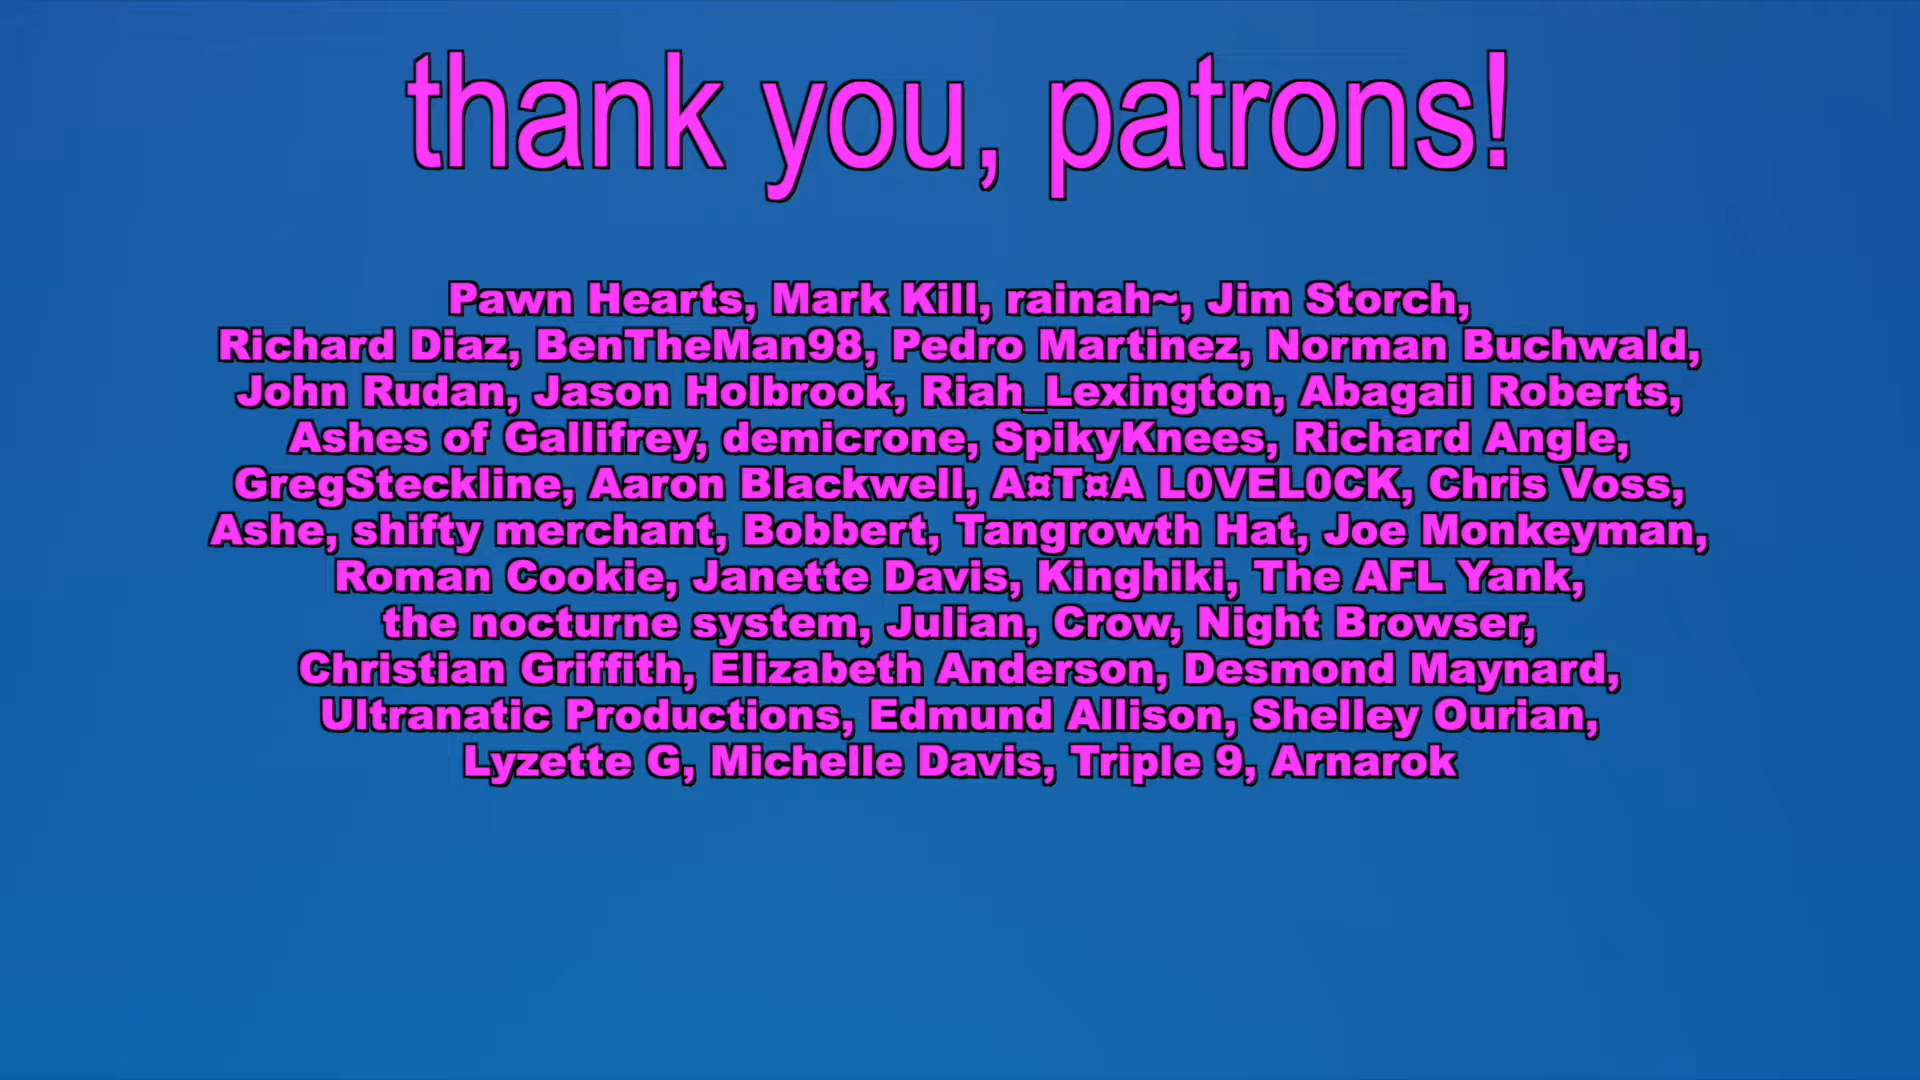 thank you, patrons!
Pawn Hearts, Mark Kill, rainah~, Jim Storch,
Richard Diaz, BenTheMan98, Pedro Martinez, Norman Buchwald,
John Rudan, Jason Holbrook, Riah_Lexington, Abagail Roberts,
Ashes of Gallifrey, demicrone, SpikyKnees, Richard Angle,
GregSteckline, Aaron Blackwell, A¤T¤A L0VEL0CK, Chris Voss,
Ashe, shifty merchant, Bobbert, Tangrowth Hat, Joe Monkeyman,
Roman Cookie, Janette Davis, Kinghiki, The AFL Yank,
the nocturne system, Julian, Crow, Night Browser,
Christian Griffith, Elizabeth Anderson, Desmond Maynard,
Ultranatic Productions, Edmund Allison, Shelley Ourian,
Lyzette G, Michelle Davis, Triple 9, Arnarok